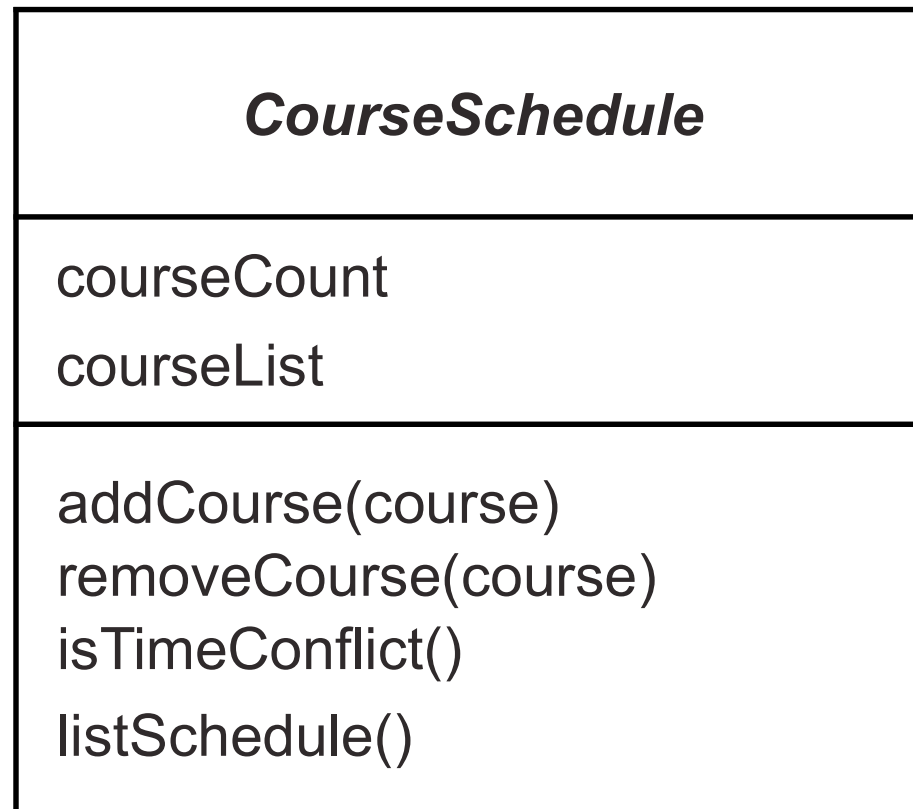 CourseSchedule
courseCount
courseList
addCourse(course)
removeCourse(course)
isTimeConflict()
listSchedule()